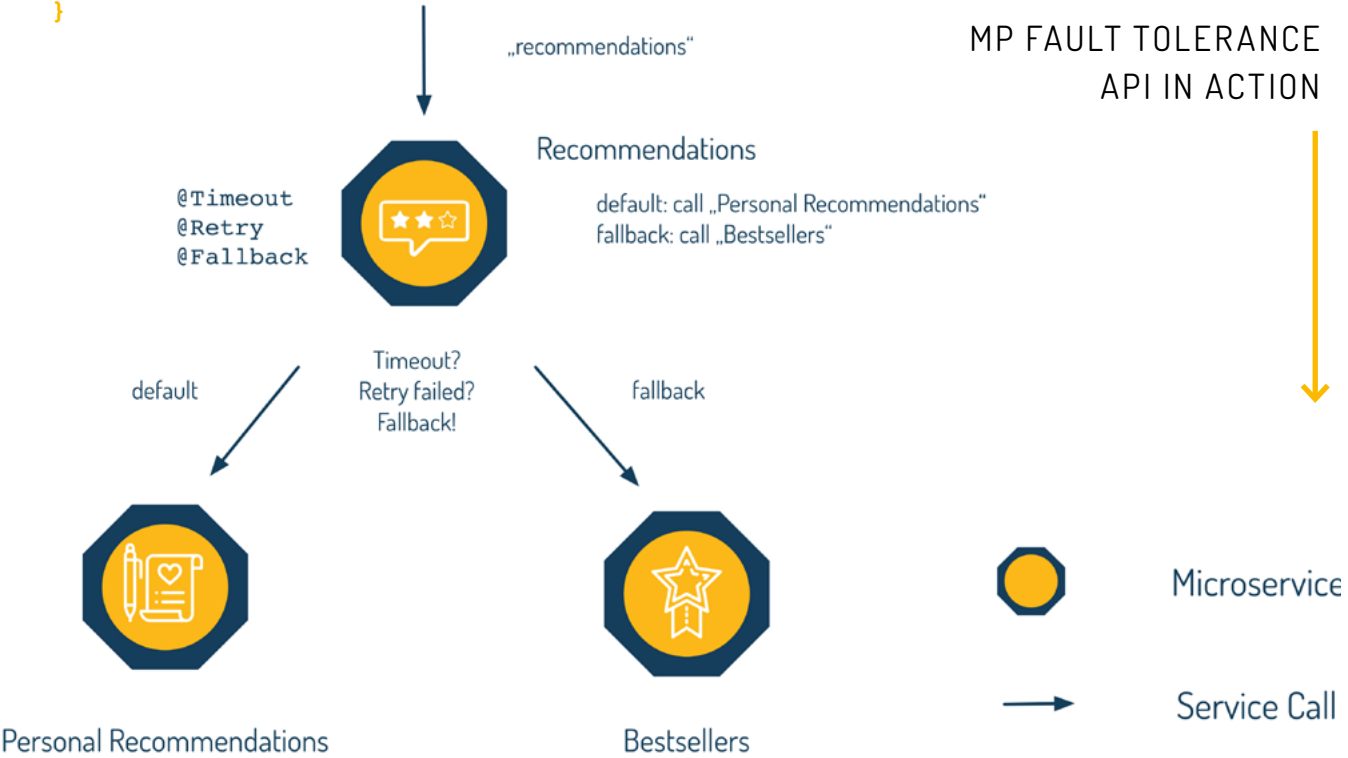 }
„recommendations“
MP FAULT TOLERANCE
API IN ACTION
Recommendations
@Timeout
@Retry
@Fallback
default: call „Personal Recommendations“
fallback: call „Bestsellers“
Timeout?
Retry failed?
Fallback!
default
fallback
Microservice
Service Call
Personal Recommendations
Bestsellers